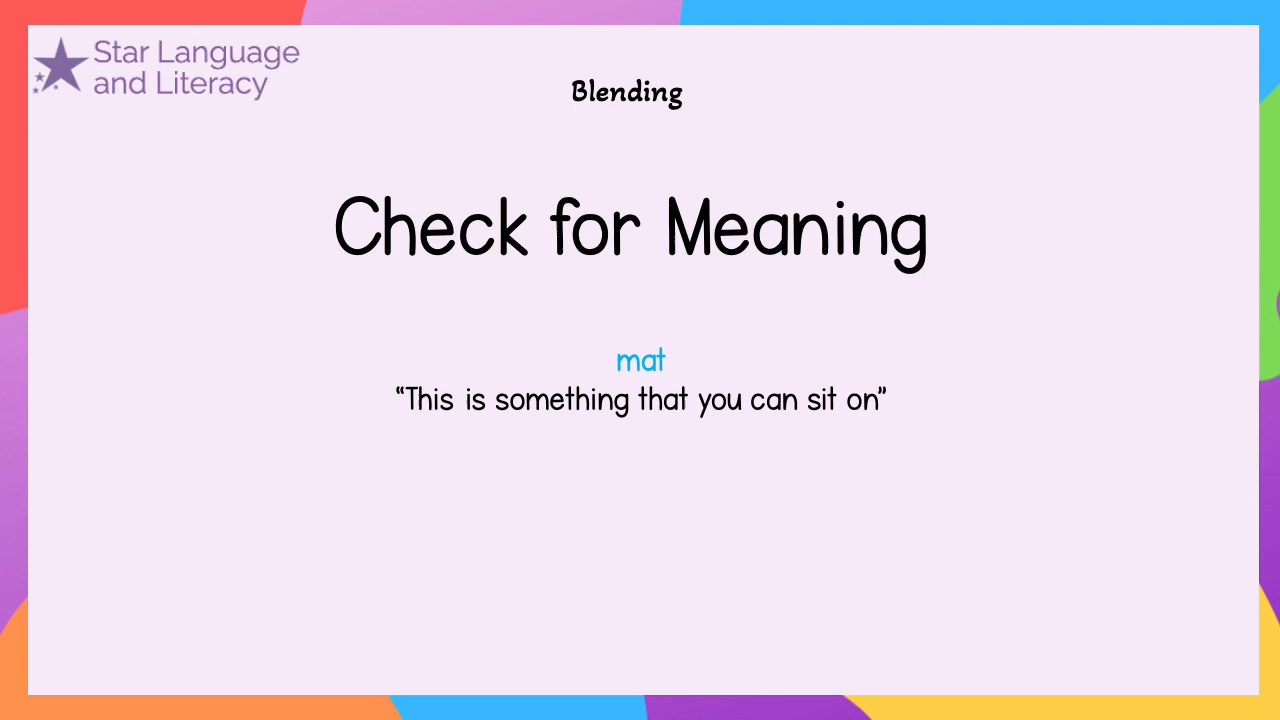 Star Language
and Literacy
Blending
Check for Meaning
mat
“This is something that you can sit on”